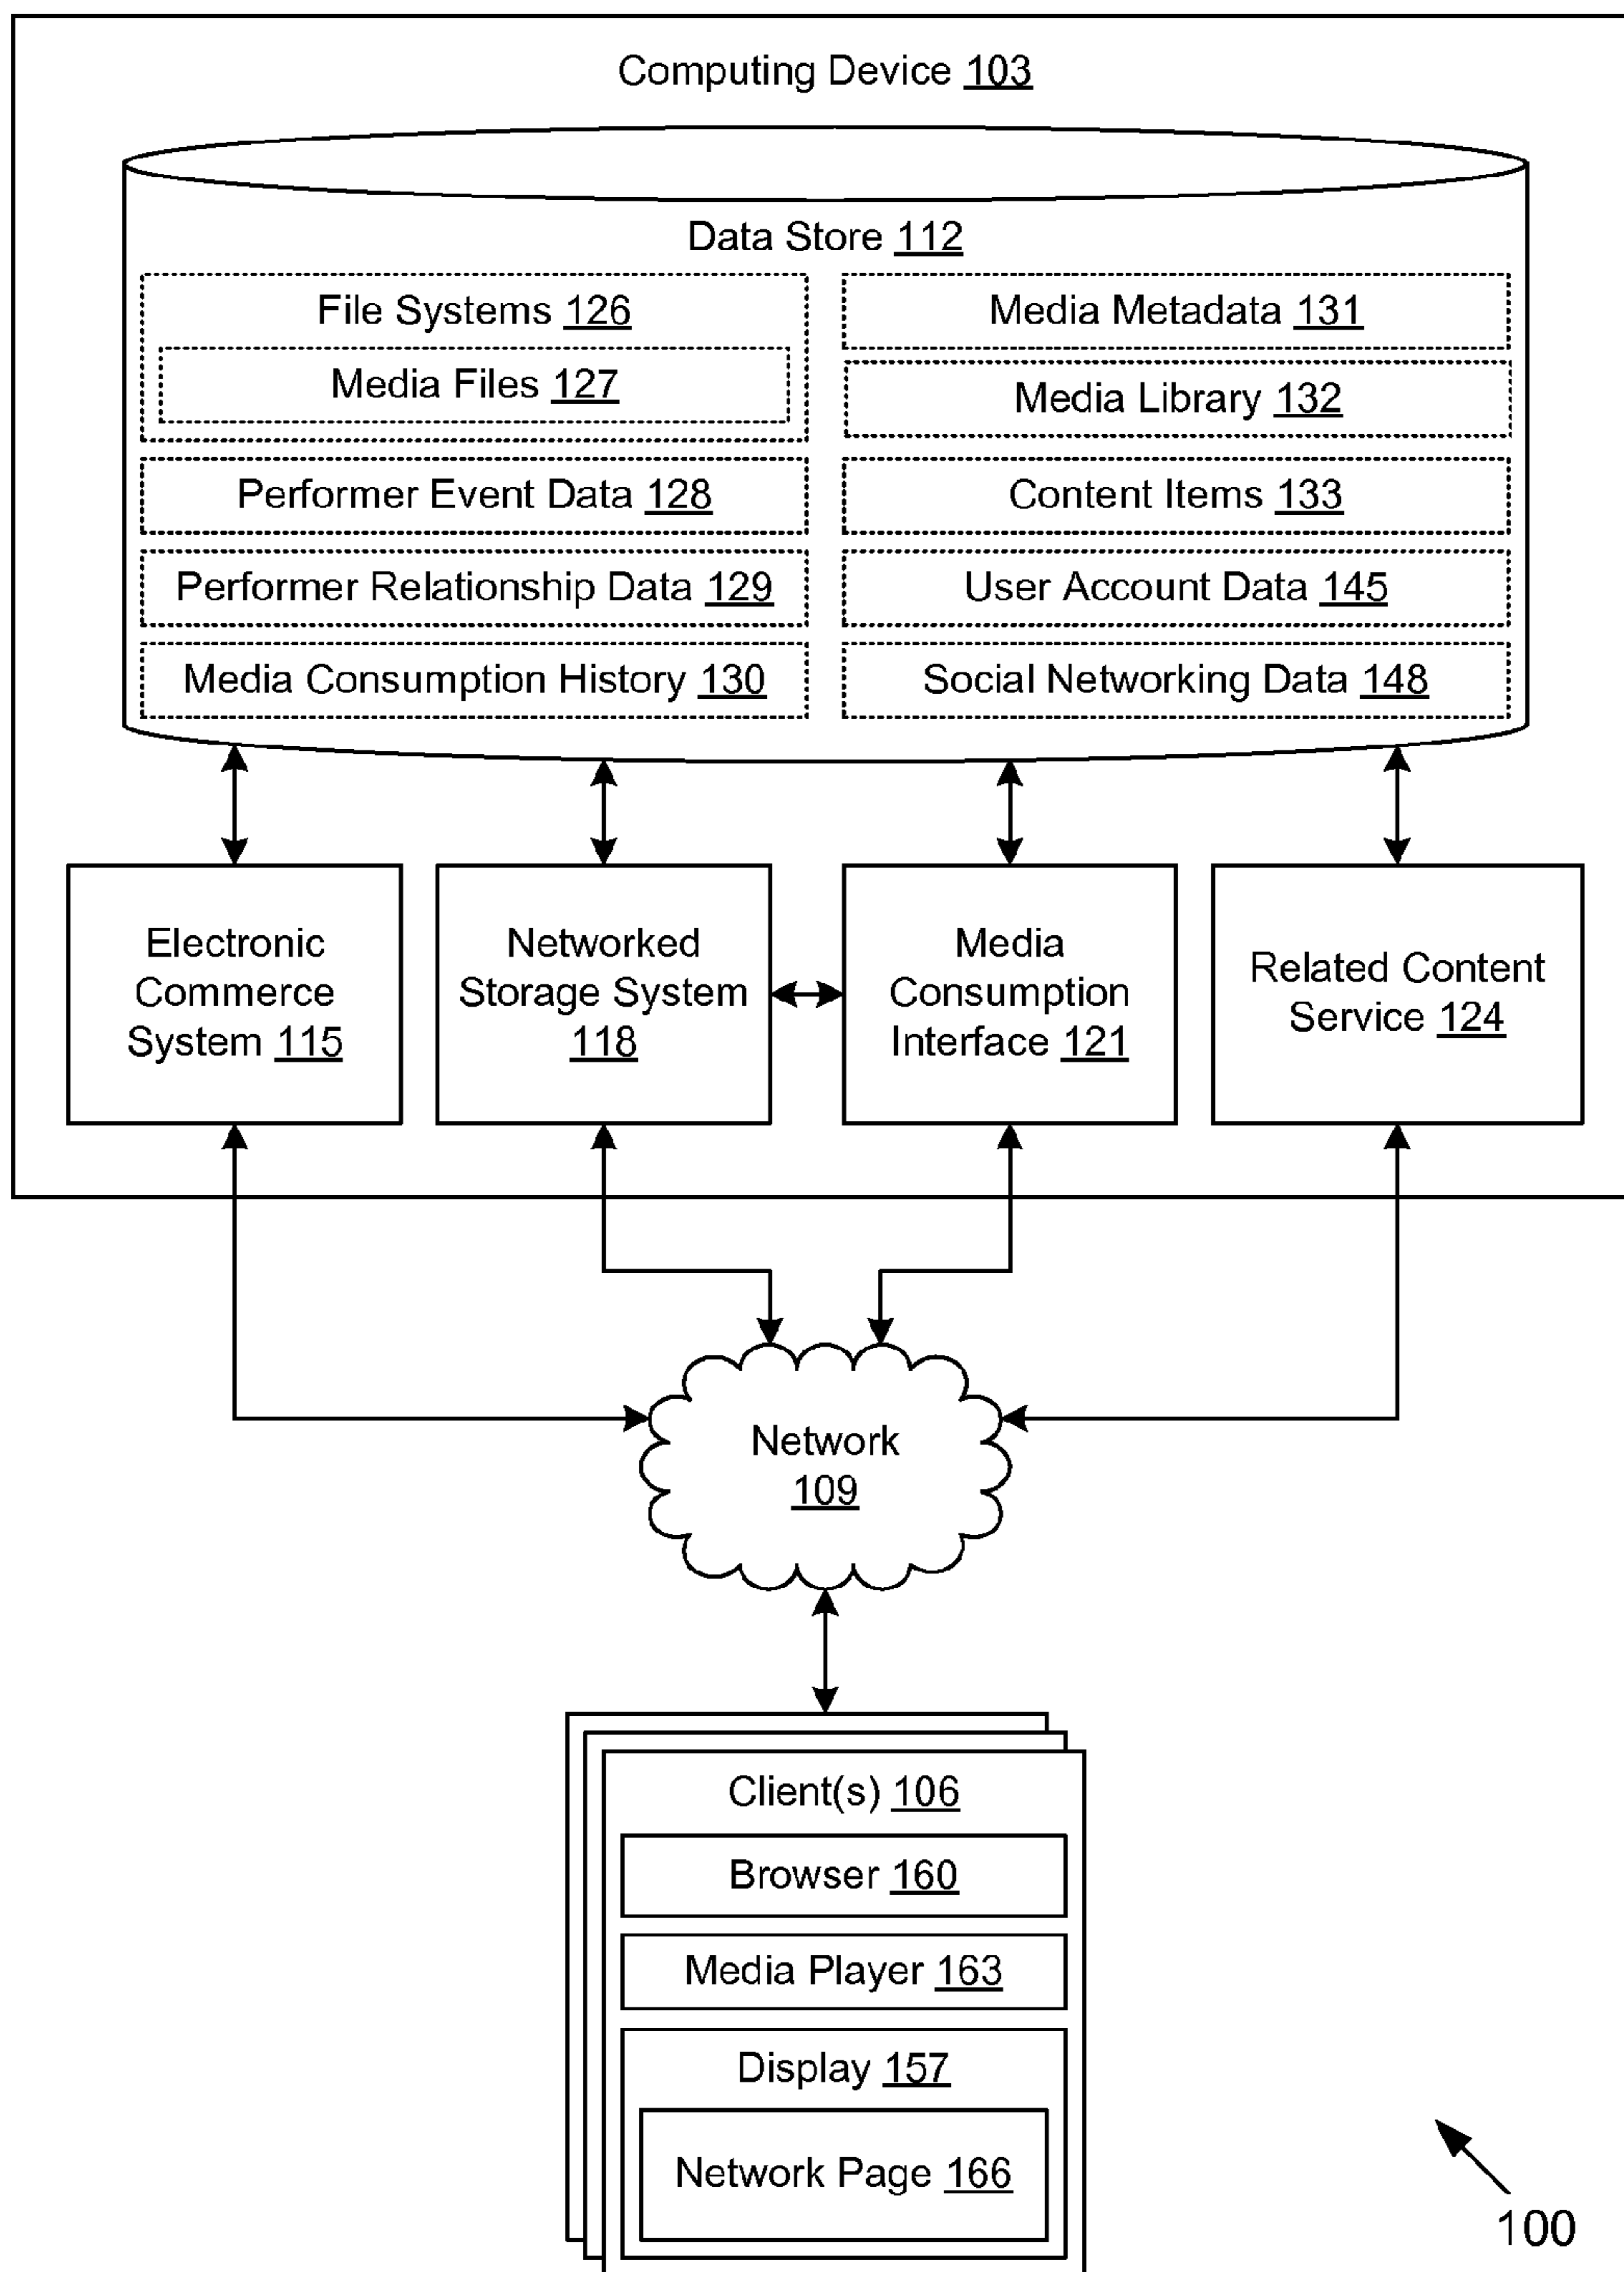 Computing Device 103
Data Store 112
File Systems 126
Media Files 127
Performer Event Data 128
Performer Relationship Data 129
Media Consumption History 130
Media Metadata 131
Media Library 132
Content Items 133
User Account Data 145
Social Networking Data 148
Electronic
Commerce
System 115
Networked
Storage System
118
Media
Consumption
Interface 121
Related Content
Service 124
Network
109
Client(s) 106
Browser 160
Media Player 163
Display 157
Network Page 166
100